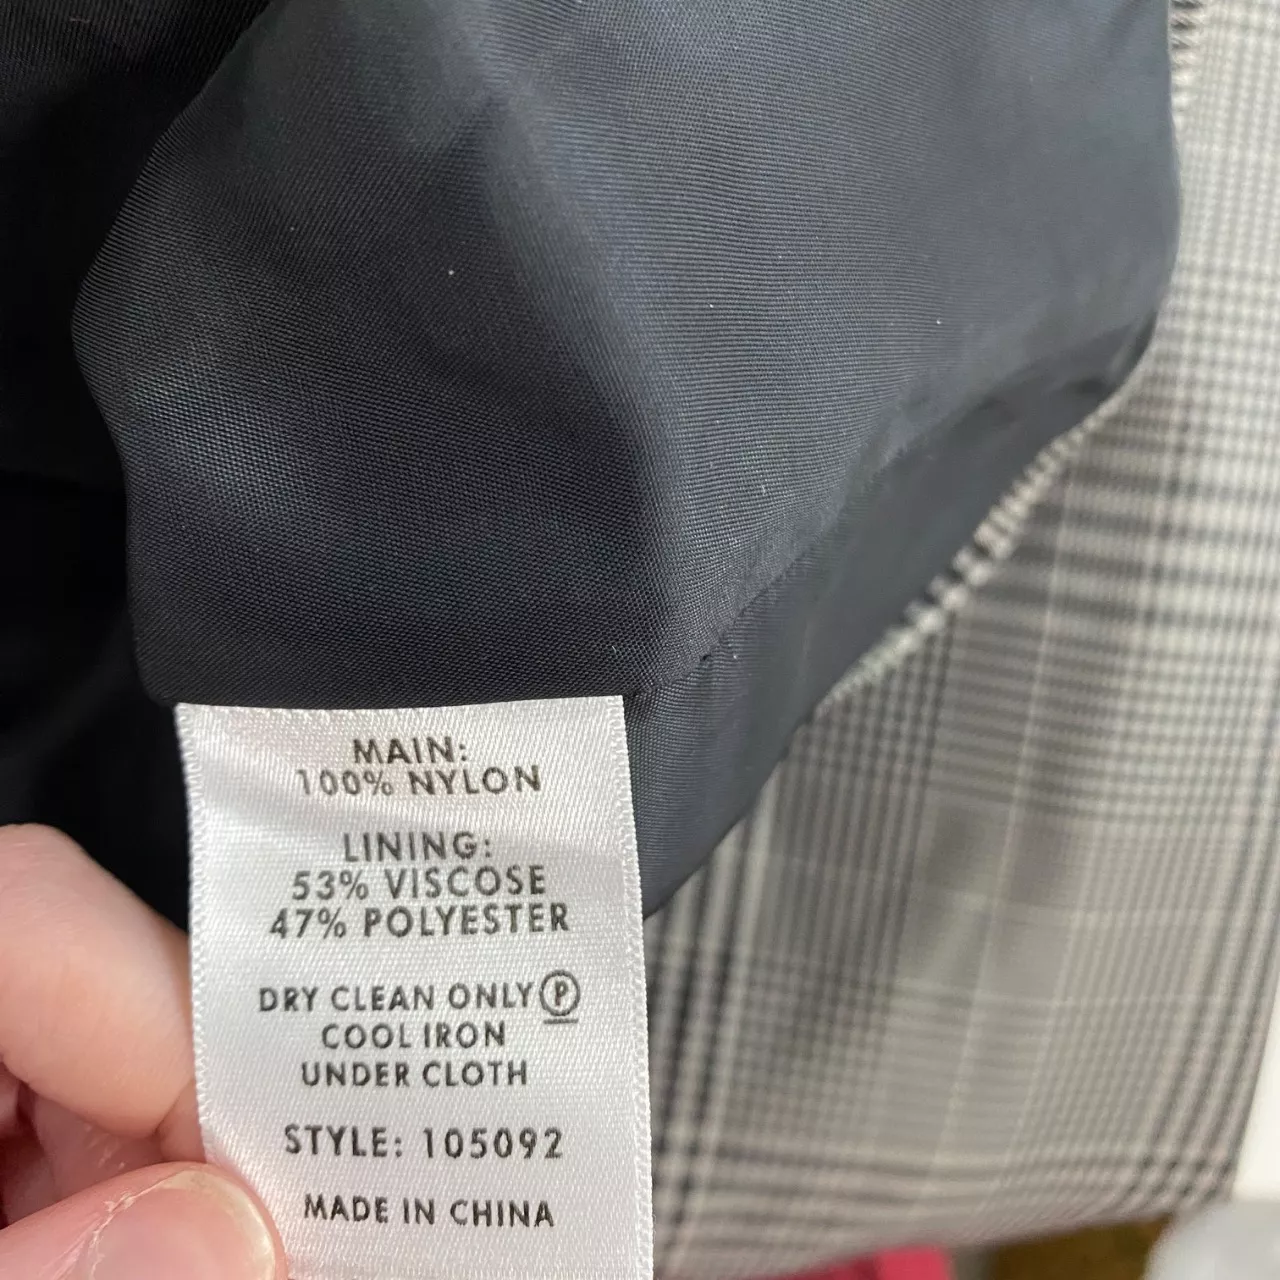 MAIN:
100% NYLON
LINING:
53% VISCOSE
47% POLYESTER
DRY CLEAN ONLY Ⓟ
COOL IRON
UNDER CLOTH
STYLE: 105092
MADE IN CHINA